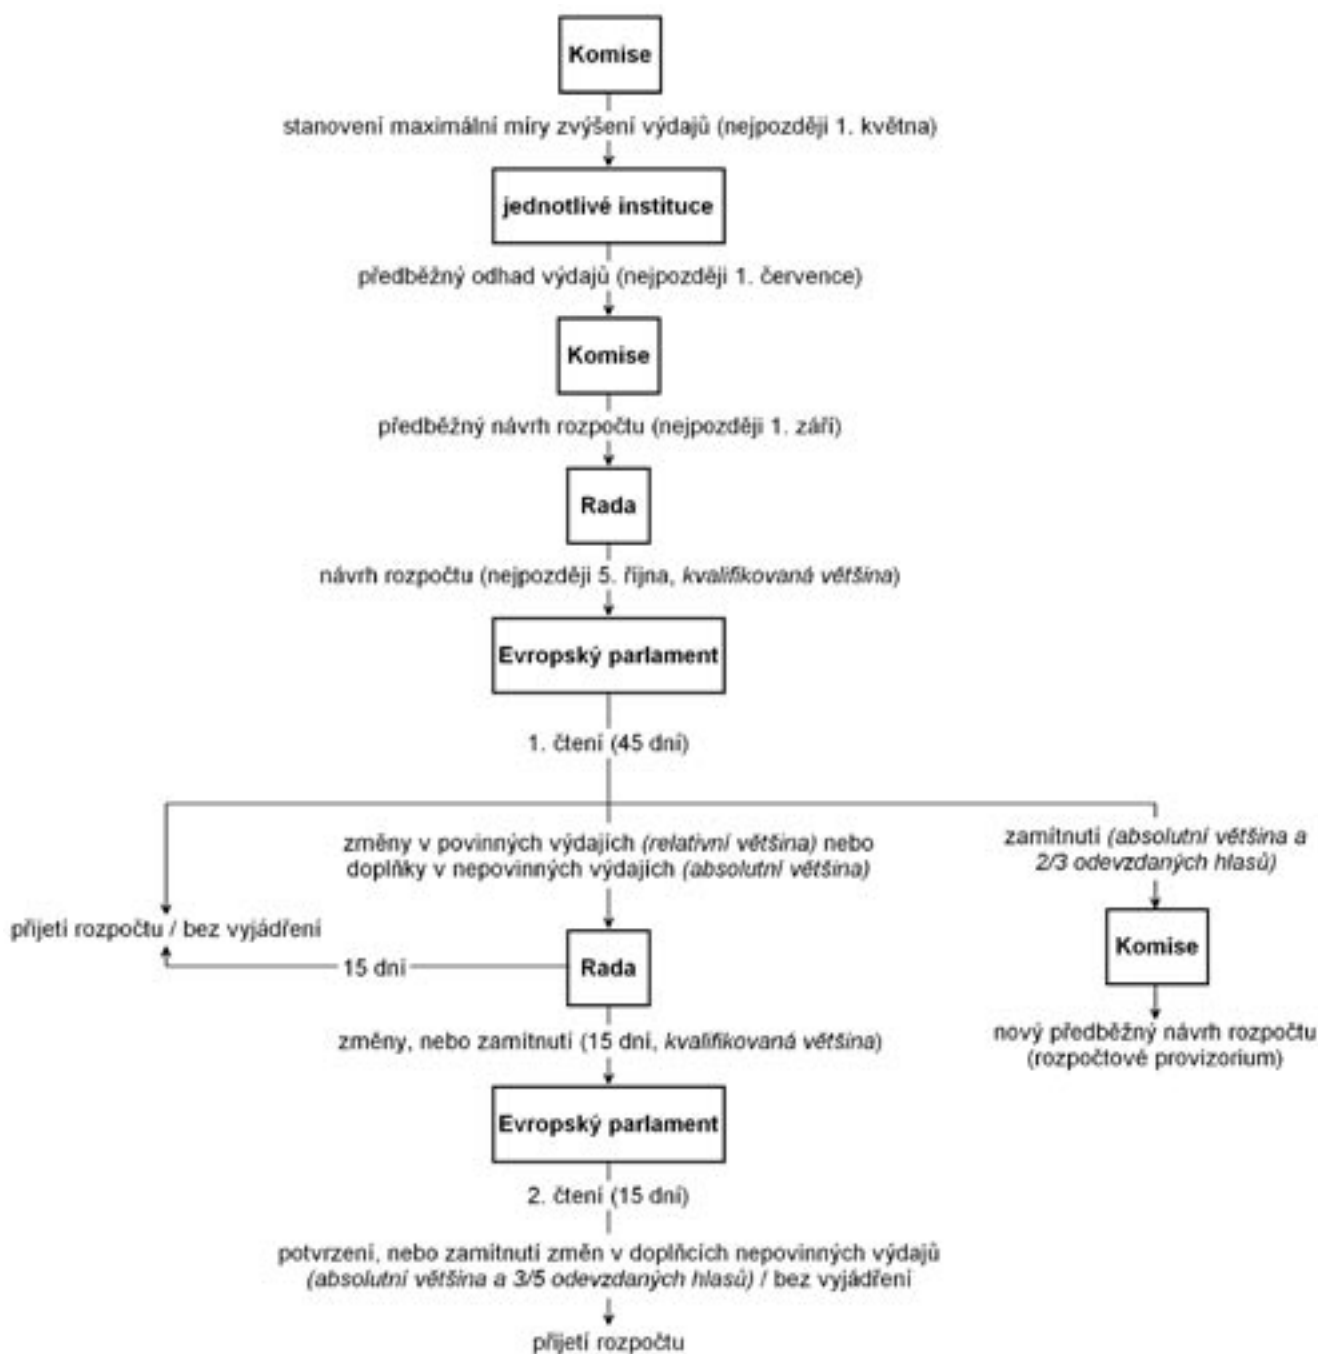 Komise
stanovení maximální míry zvýšení výdajů (nejpozději 1. května)
jednotlivé instituce
předběžný odhad výdajů (nejpozději 1. července)
Komise
předběžný návrh rozpočtu (nejpozději 1. září)
Rada
návrh rozpočtu (nejpozději 5. října, kvalifikovaná většina)
Evropský parlament
1. čtení (45 dní)
změny v povinných výdajích (relativní většina) nebo
doplňky v nepovinných výdajích (absolutní většina)
zamítnutí (absolutní většina a
2/3 odevzdaných hlasů)
přijetí rozpočtu / bez vyjádření
15 dní
Rada
Komise
změny, nebo zamítnutí (15 dní, kvalifikovaná většina)
nový předběžný návrh rozpočtu
(rozpočtové provizorium)
Evropský parlament
2. čtení (15 dní)
potvrzení, nebo zamítnutí změn v doplňcích nepovinných výdajů
(absolutní většina a 3/5 odevzdaných hlasů) / bez vyjádření
přijetí rozpočtu